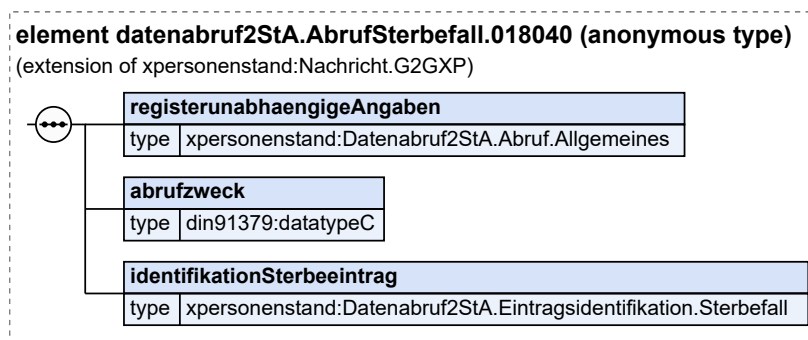 element datenabruf2StA.AbrufSterbefall.018040 (anonymous type)
(extension of xpersonenstand:Nachricht.G2GXP)
registerunabhaengigeAngaben
type xpersonenstand:Datenabruf2StA.Abruf.Allgemeines
abrufzweck
type din91379:datatypeC
identifikationSterbeeintrag
type xpersonenstand:Datenabruf2StA.Eintragsidentifikation.Sterbefall